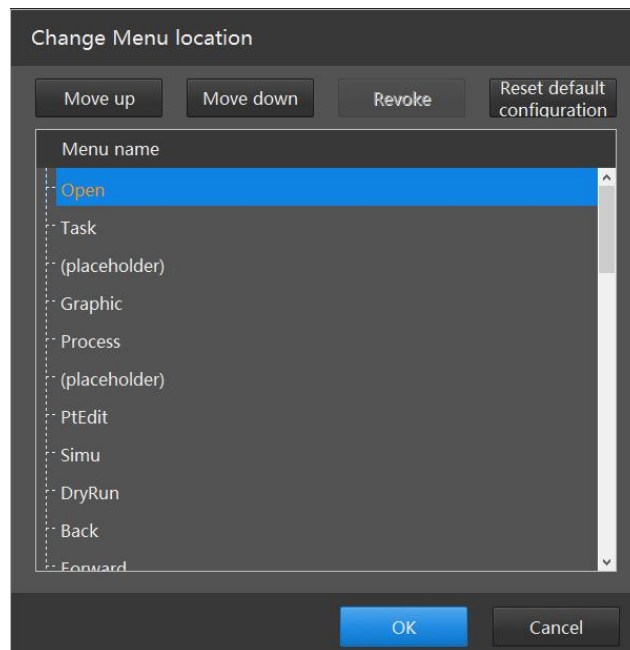 Change Menu location
Move up
Move down
Revoke
Reset default
configuration
Menu name
Open
Task
(placeholder)
Graphic
Process
(placeholder)
PtEdit
Simu
DryRun
Back
Forward
OK
Cancel